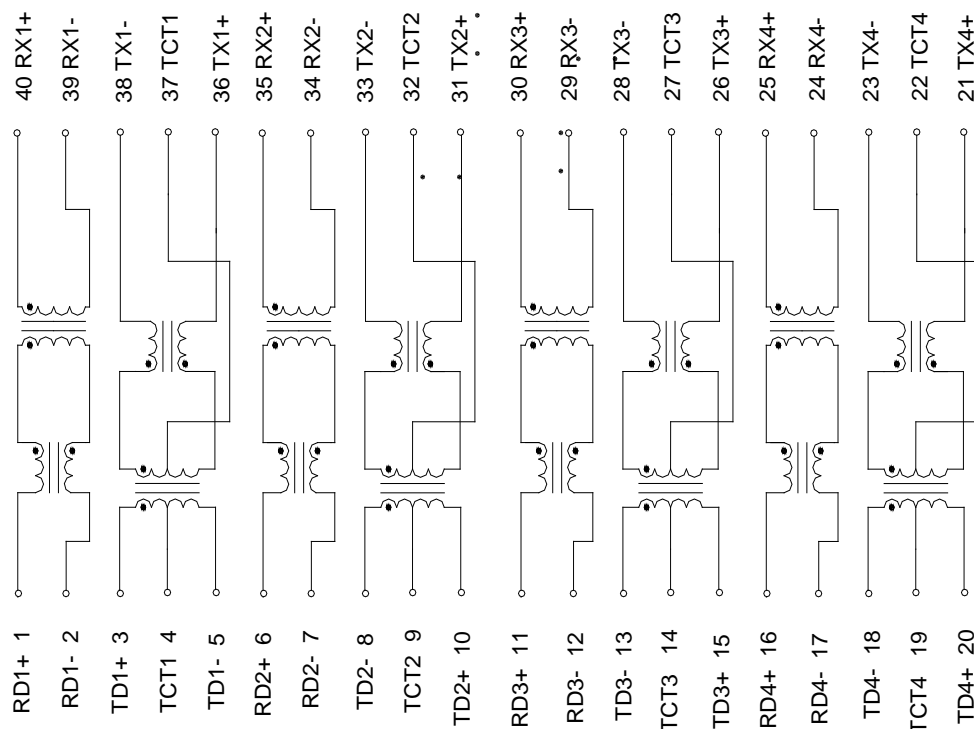 40 RX1+
39 RX1-
38 TX1-
37 TCT1
36 TX1+
35 RX2+
34 RX2-
33 TX2-
32 TCT2
31 TX2+
30 RX3+
29 RX3-
28 TX3-
27 TCT3
26 TX3+
25 RX4+
24 RX4-
23 TX4-
22 TCT4
21 TX4+
RD1+ 1
RD1- 2
TD1+ 3
TCT1 4
TD1- 5
RD2+ 6
RD2- 7
TD2- 8
TCT2 9
TD2+ 10
RD3+ 11
RD3- 12
TD3- 13
TCT3 14
TD3+ 15
RD4+ 16
RD4- 17
TD4- 18
TCT4 19
TD4+ 20